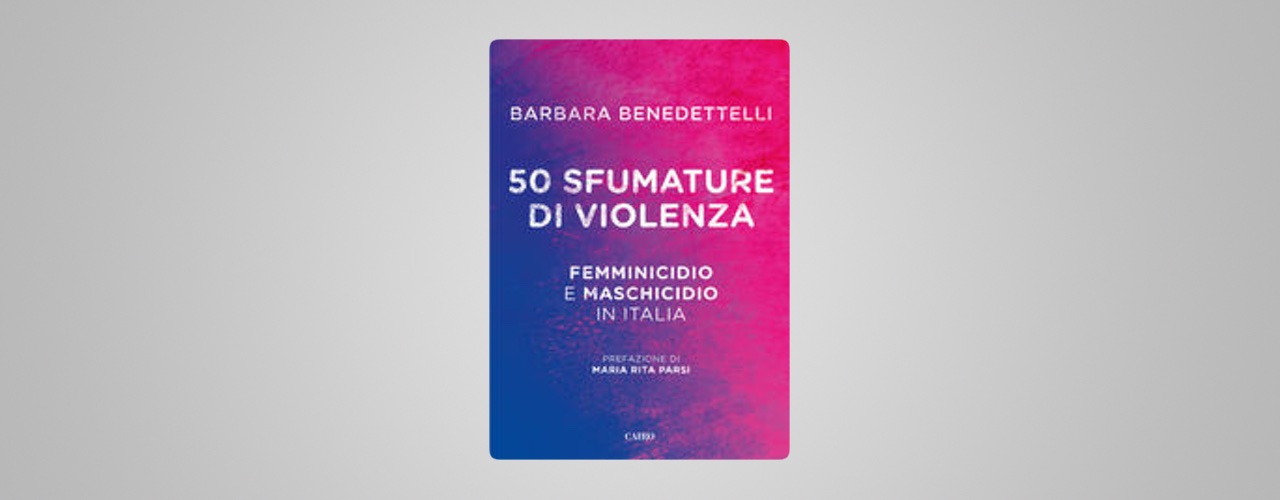 BARBARA BENEDETTELLI
50 SFUMATURE
DI VIOLENZA
FEMMINICIDIO
E MASCHICIDIO
IN ITALIA
PREFAZIONE DI
MARIA RITA PARSI
CAIRO